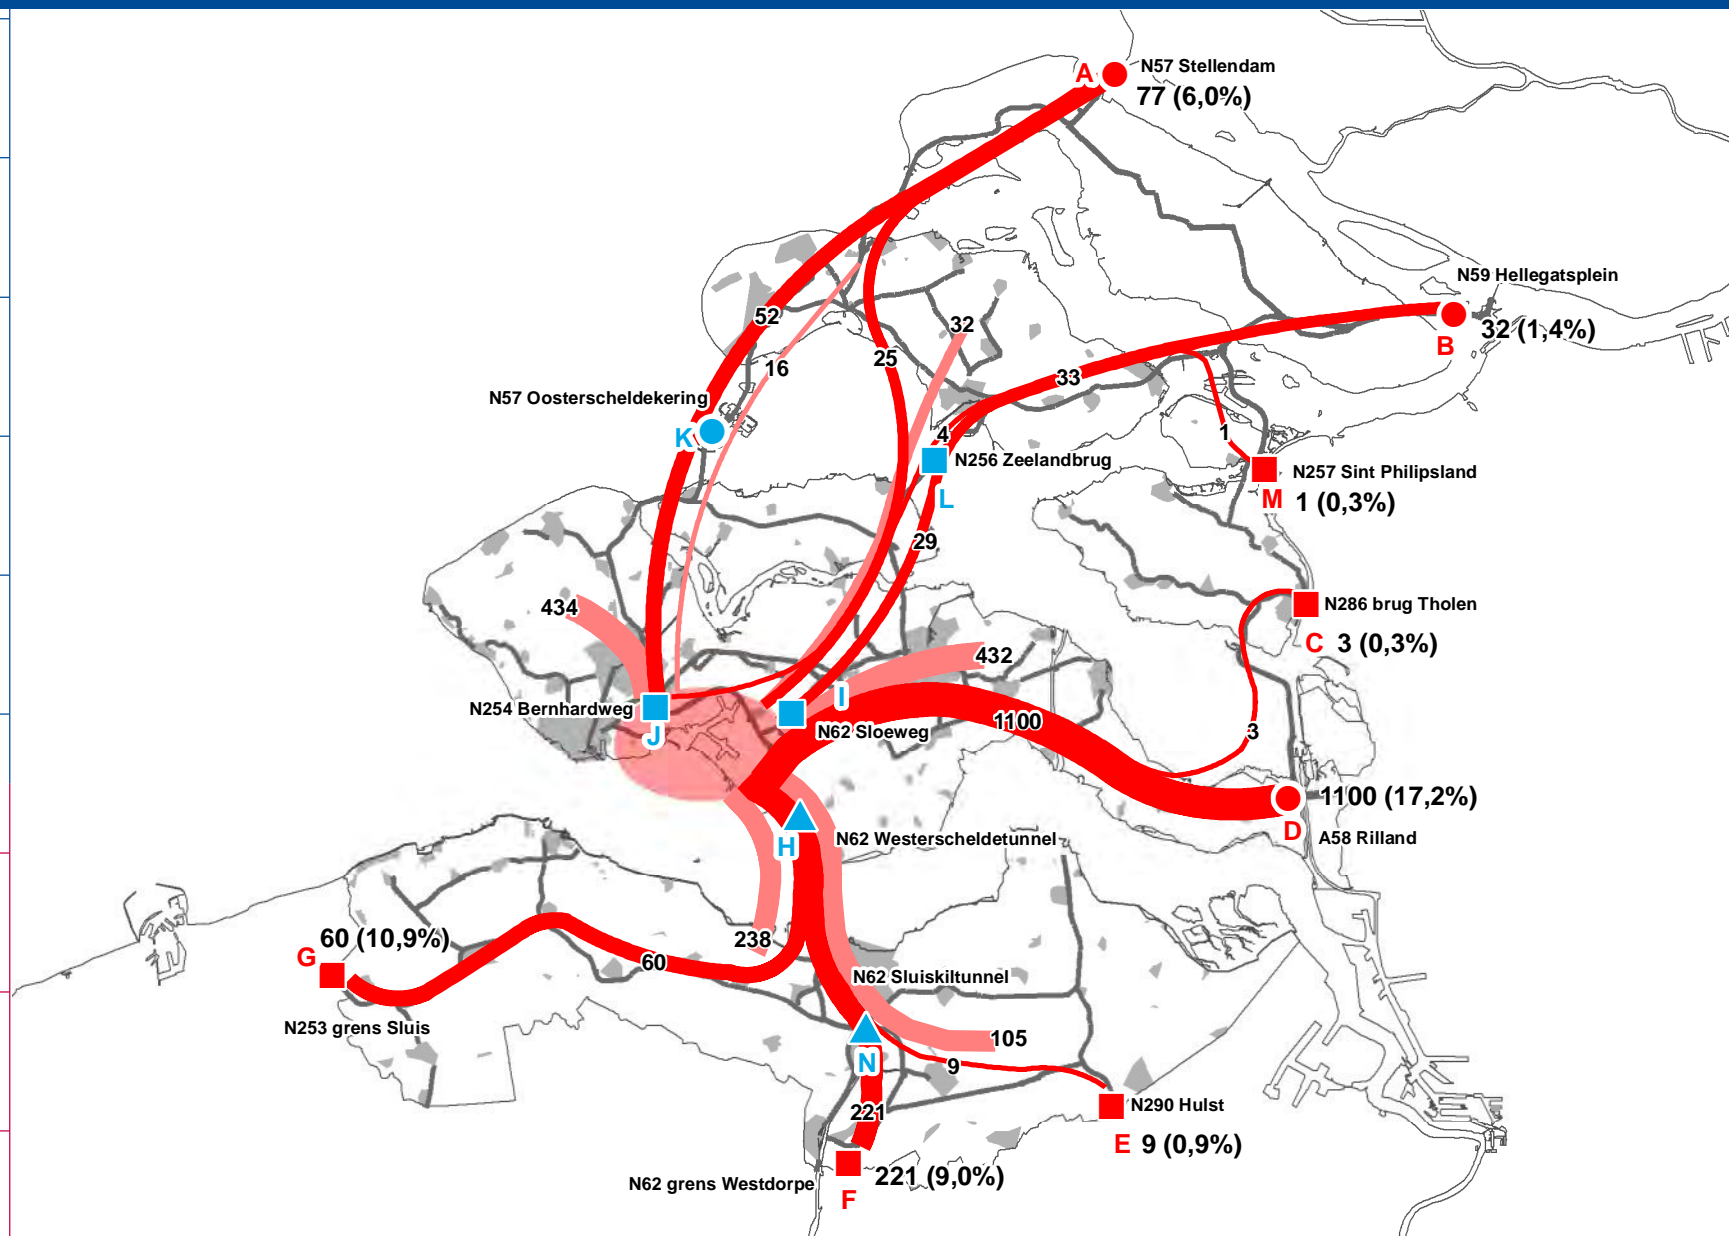 A
N57 Stellendam
77 (6,0%)
N59 Hellegatsplein
52
32
32 (1,4%)
B
25
16
33
N57 Oosterscheldekering
K
4
1
N256 Zeelandbrug
N257 Sint Philipsland
L
M
1 (0,3%)
29
434
N286 brug Tholen
C
3 (0,3%)
432
I
N254 Bernhardweg
J
N62 Sloeweg
1100
3
1100 (17,2%)
D
A58 Rilland
N62 Westerscheldetunnel
H
60 (10,9%)
238
G
60
N62 Sluiskiltunnel
N253 grens Sluis
105
N
9
221
N290 Hulst
E
9 (0,9%)
N62 grens Westdorpe
221 (9,0%)
F